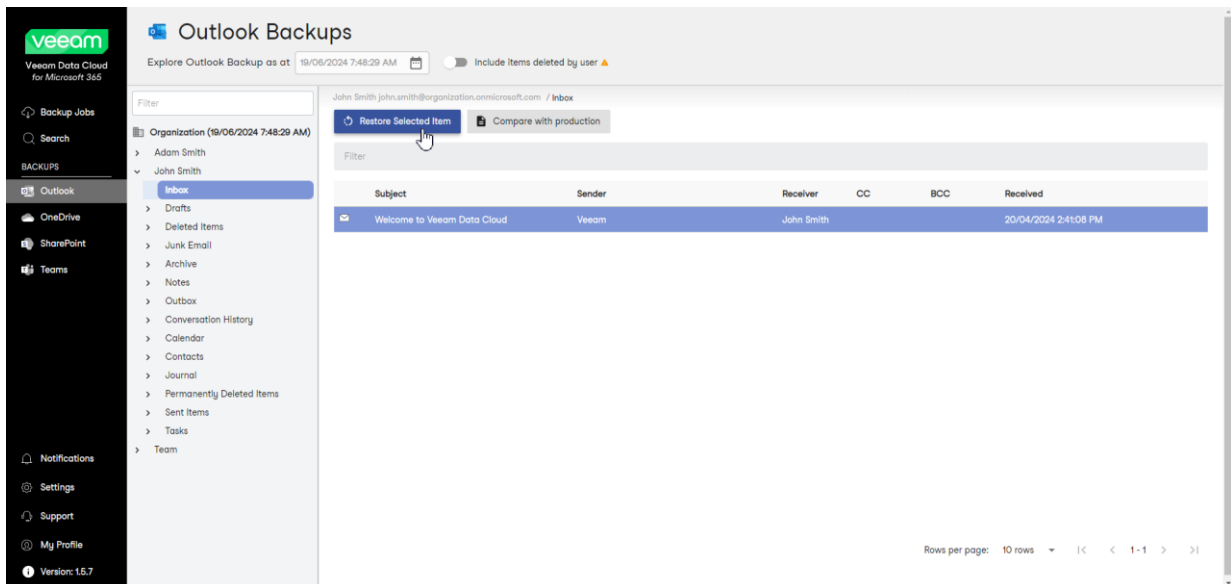 veeam
Veeam Data Cloud
for Microsoft 365
Backup Jobs
Search
BACKUPS
Outlook
OneDrive
SharePoint
Teams
Notifications
Settings
Support
My Profile
Version: 1.5.7
Outlook Backups
Explore Outlook Backup as at 19/06/2024 7:48:29 AM Include items deleted by user
Filter
Organization (19/06/2024 7:48:29 AM)
Adam Smith
John Smith
Inbox
Drafts
Deleted Items
Junk Email
Archive
Notes
Outbox
Conversation History
Calendar
Contacts
Journal
Permanently Deleted Items
Sent Items
Tasks
Team
John Smith john.smith@organization.onmicrosoft.com / Inbox
Restore Selected Item Compare with production
Filter
Subject Sender Receiver CC BCC Received
Welcome to Veeam Data Cloud Veeam John Smith 20/04/2024 2:41:08 PM
Rows per page: 10 rows 1-1